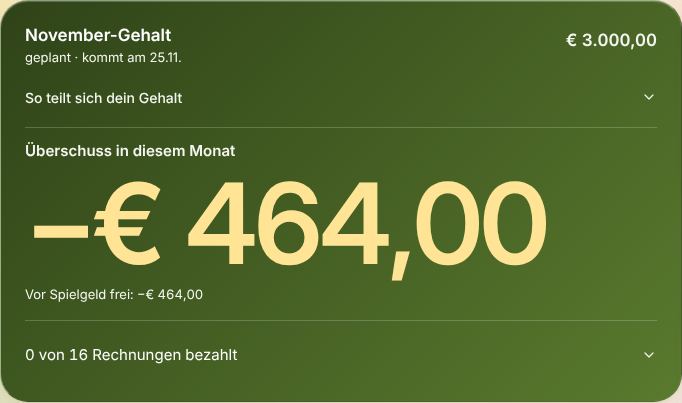 November-Gehalt
€ 3.000,00
geplant · kommt am 25.11.
So teilt sich dein Gehalt
Überschuss in diesem Monat
−€ 464,00
Vor Spielgeld frei: −€ 464,00
0 von 16 Rechnungen bezahlt